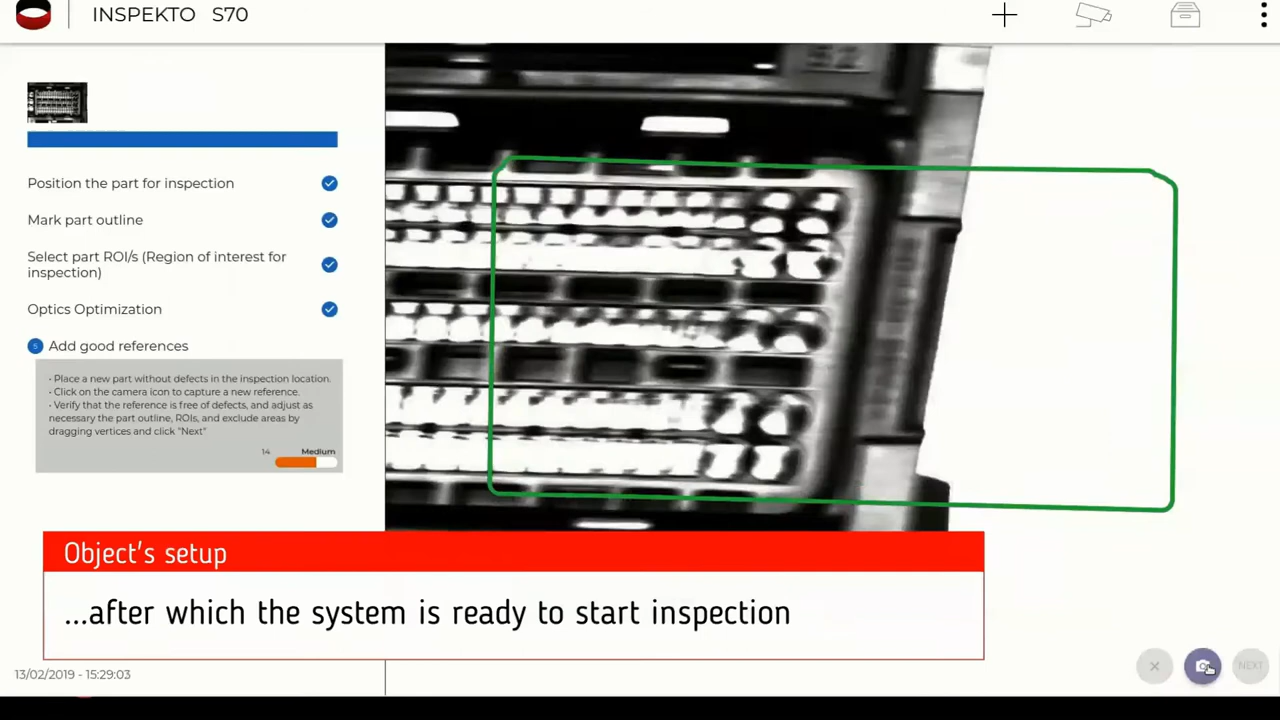 INSPEKTO S70
Position the part for inspection
Mark part outline
Select part ROI/s (Region of interest for
inspection)
Optics Optimization
5 Add good references
• Place a new part without defects in the inspection location.
• Click on the camera icon to capture a new reference.
• Verify that the reference is free of defects, and adjust as
necessary the part outline, ROIs, and exclude areas by
dragging vertices and click "Next"
14 Medium
Object's setup
...after which the system is ready to start inspection
13/02/2019 - 15:29:03
NEXT